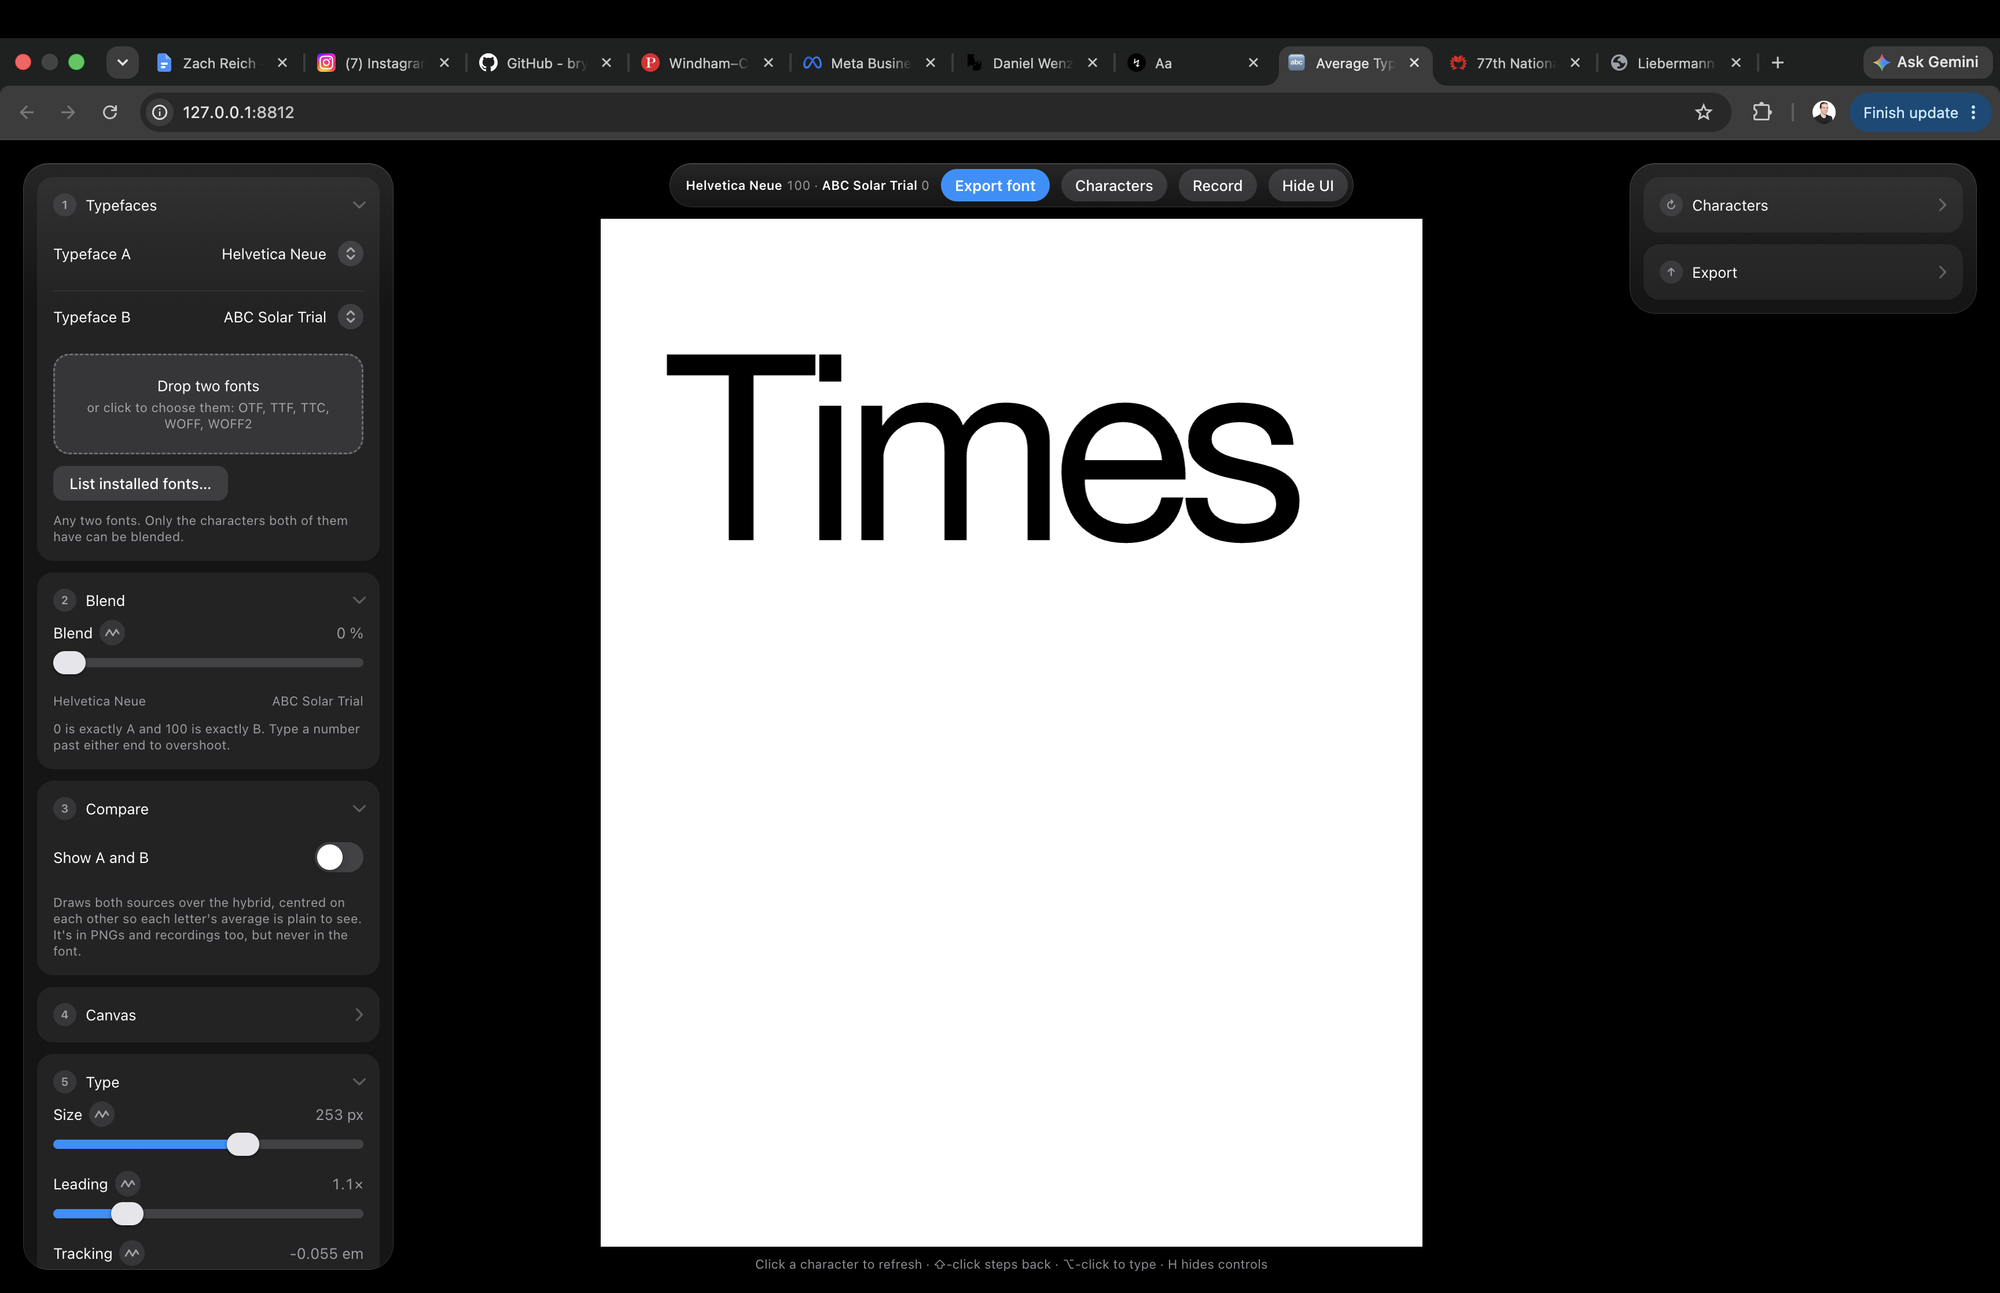 Zach Reich
(7) Instagra
GitHub - bry
Windham–C
Meta Busine
Daniel Wenz
Aa
Average Typ
77th Nation
Liebermann
Ask Gemini
127.0.0.1:8812
Finish update
1 Typefaces
Typeface A Helvetica Neue
Typeface B ABC Solar Trial
Drop two fonts
or click to choose them: OTF, TTF, TTC,
WOFF, WOFF2
List installed fonts...
Any two fonts. Only the characters both of them
have can be blended.
2 Blend
Blend 0 %
Helvetica Neue ABC Solar Trial
0 is exactly A and 100 is exactly B. Type a number
past either end to overshoot.
3 Compare
Show A and B
Draws both sources over the hybrid, centred on
each other so each letter's average is plain to see.
It's in PNGs and recordings too, but never in the
font.
4 Canvas
5 Type
Size 253 px
Leading 1.1×
Tracking -0.055 em
Helvetica Neue 100 · ABC Solar Trial 0
Export font
Characters
Record
Hide UI
Times
Click a character to refresh · ⇧-click steps back · ⌥-click to type · H hides controls
Characters
Export